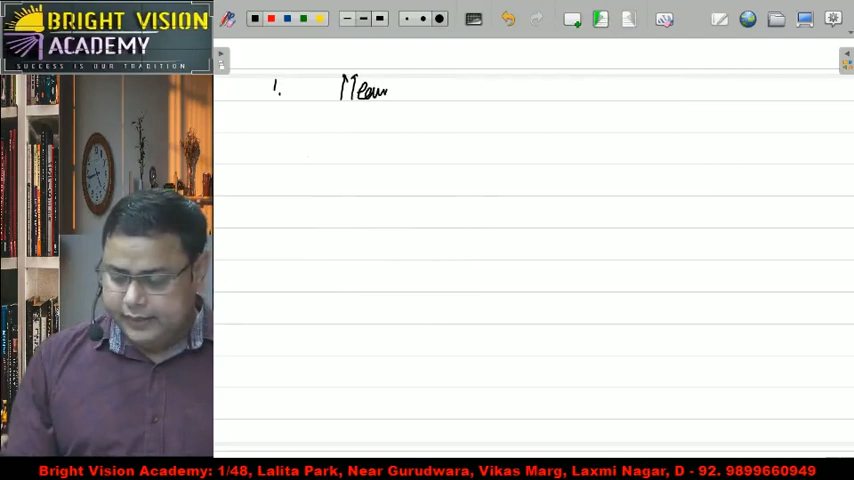 BRIGHT VISION
ACADEMY
SUCCESS IS OUR TRADITION
1. Mean
Bright Vision Academy: 1/48, Lalita Park, Near Gurudwara, Vikas Marg, Laxmi Nagar, D - 92. 9899660949